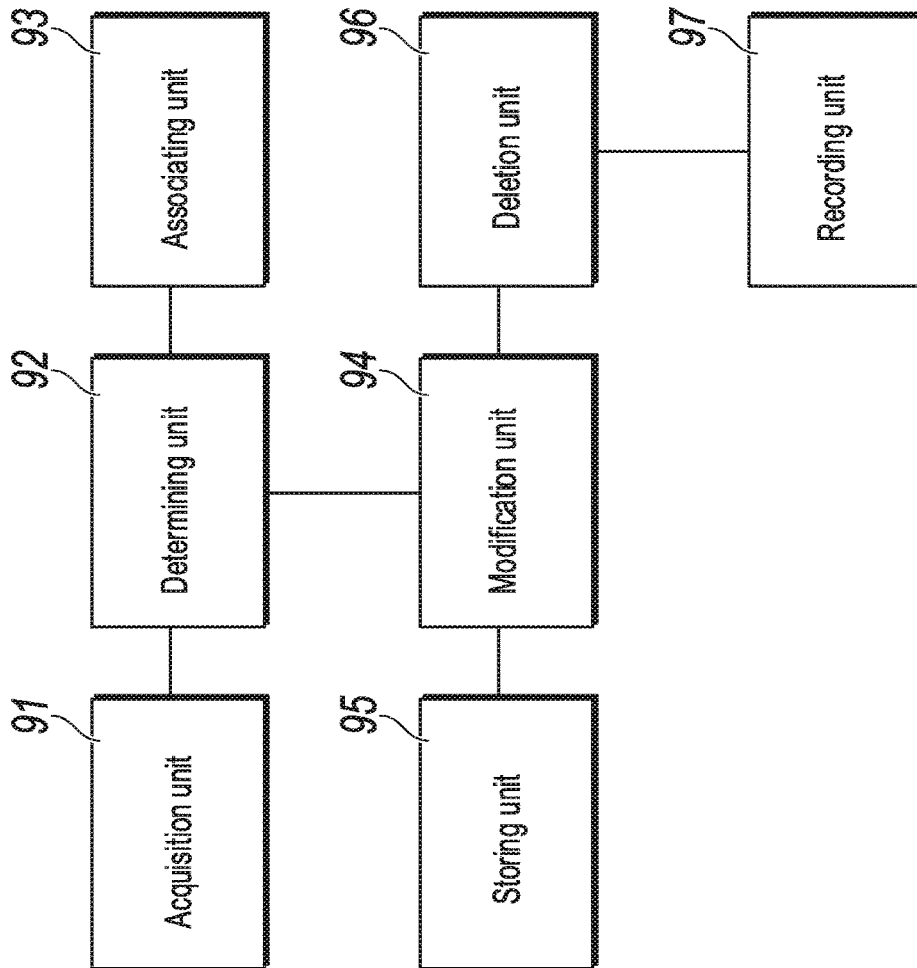 91
Acquisition unit
92
Determining unit
93
Associating unit
95
Storing unit
94
Modification unit
96
Deletion unit
97
Recording unit